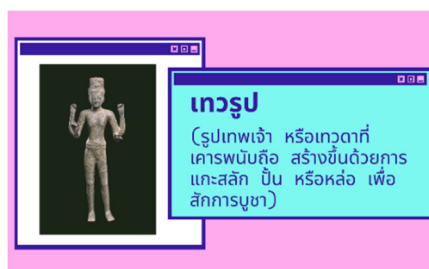 เทวรูป
(รูปเทพเจ้า หรือเทวดาที่
เคารพนับถือ สร้างขึ้นด้วยการ
แกะสลัก ปั้น หรือหล่อ เพื่อ
สักการบูชา)